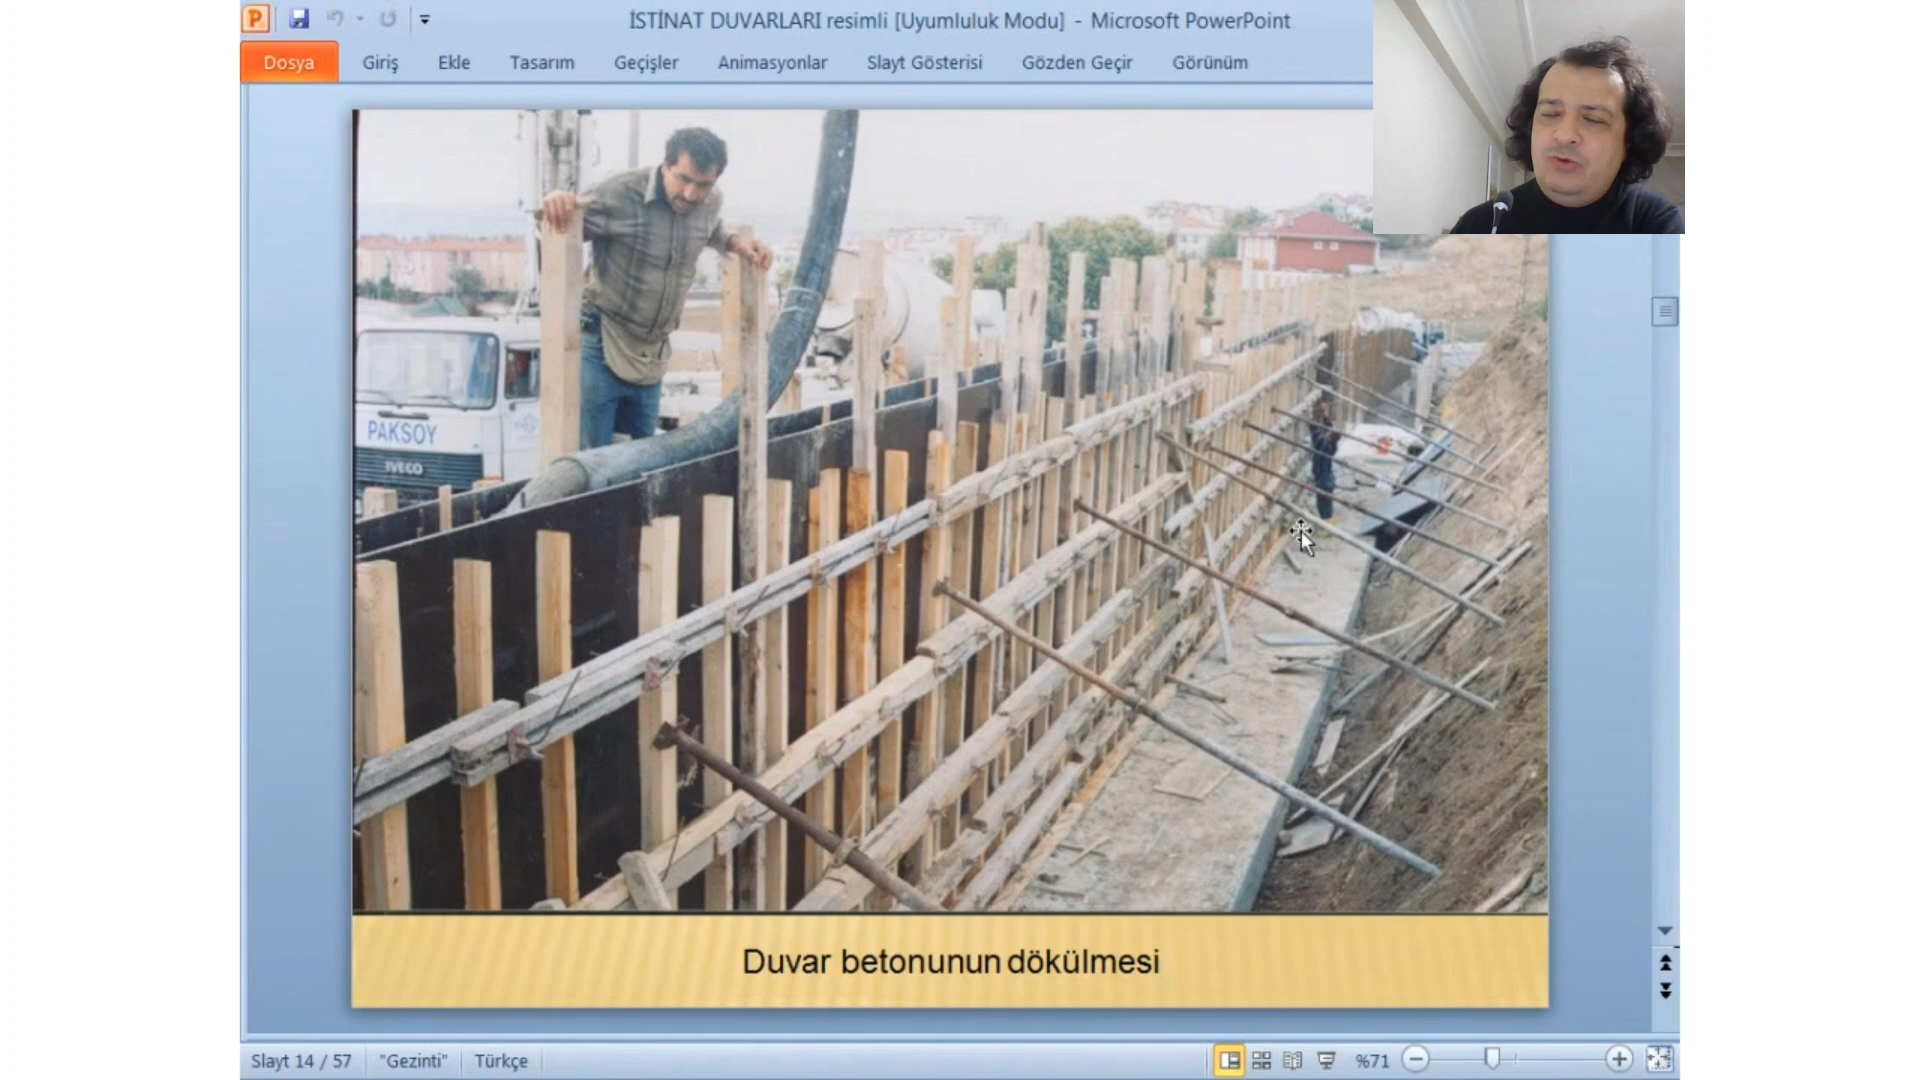 İSTİNAT DUVARLARI resimli [Uyumluluk Modu] - Microsoft PowerPoint
Dosya Giriş Ekle Tasarım Geçişler Animasyonlar Slayt Gösterisi Gözden Geçir Görünüm
PAKSOY
IVECO
Duvar betonunun dökülmesi
Slayt 14 / 57 "Gezinti" Türkçe %71